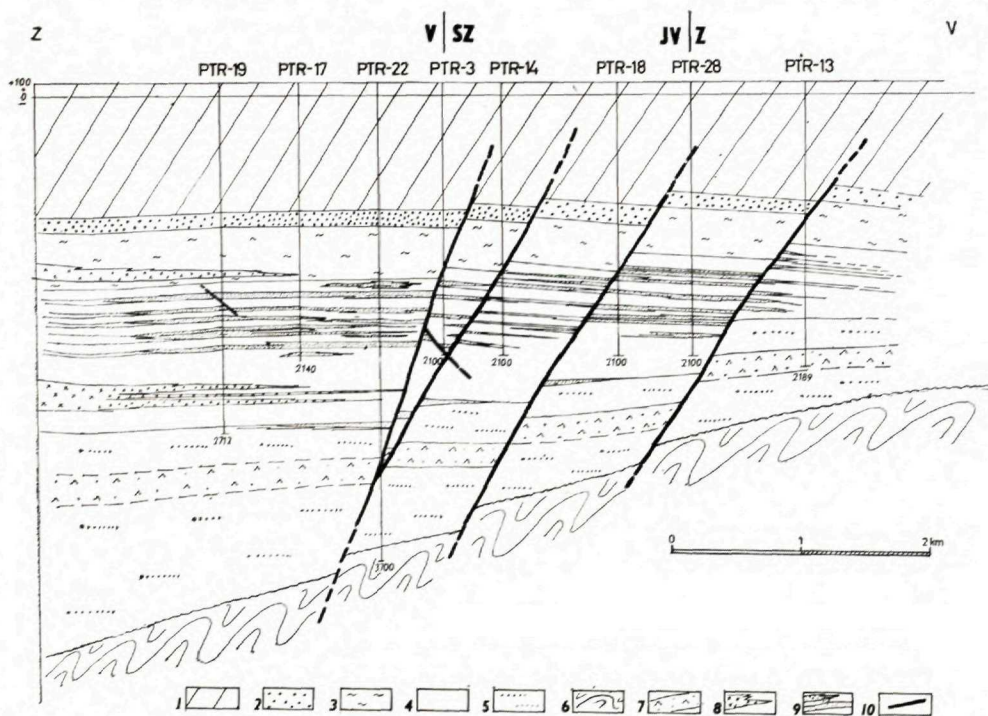 Z V SZ JV Z V
PTR-19 PTR-17 PTR-22 PTR-3 PTR-14 PTR-18 PTR-28 PTR-13
+100
0
2140 2100 2100 2100 2100 2189
2713
3700
0 1 2 km
1 2 3 4 5 6 7 8 9 10